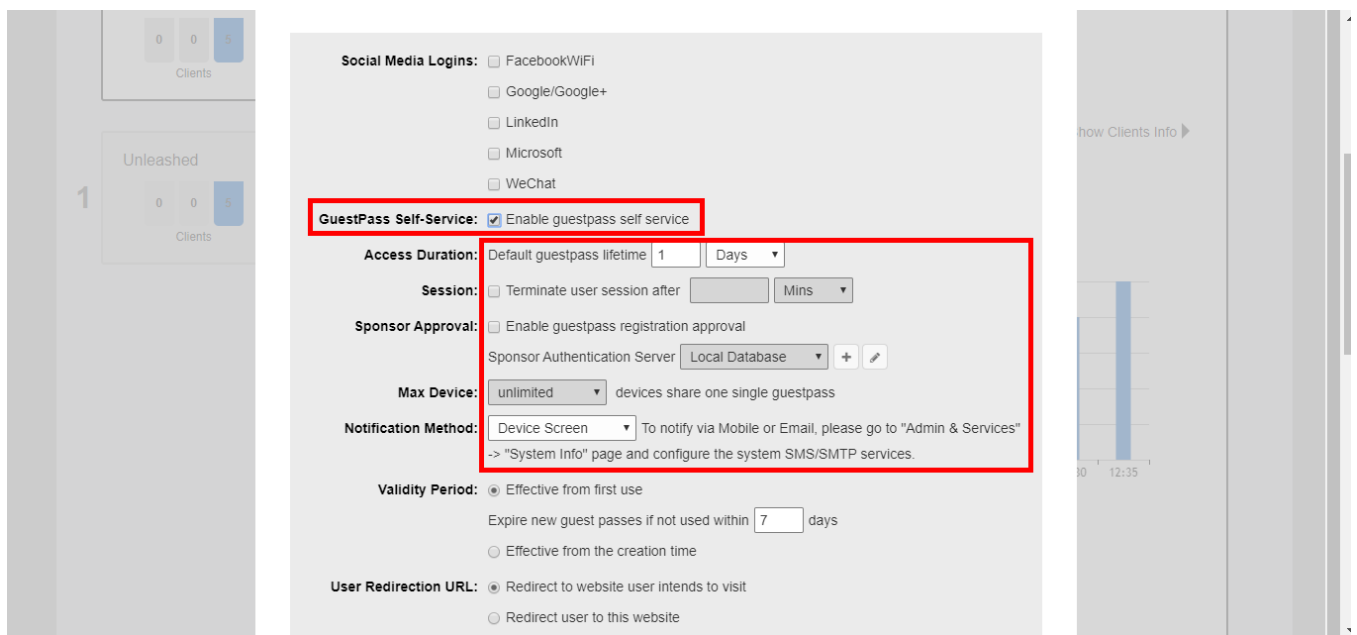 0 0 5
Clients
Unleashed
1
0 0 5
Clients
Social Media Logins: FacebookWiFi
Google/Google+
LinkedIn
Microsoft
WeChat
GuestPass Self-Service: Enable guestpass self service
Access Duration: Default guestpass lifetime 1 Days
Session: Terminate user session after Mins
Sponsor Approval: Enable guestpass registration approval
Sponsor Authentication Server Local Database +
Max Device: unlimited devices share one single guestpass
Notification Method: Device Screen To notify via Mobile or Email, please go to "Admin & Services"
-> "System Info" page and configure the system SMS/SMTP services.
Validity Period: Effective from first use
Expire new guest passes if not used within 7 days
Effective from the creation time
User Redirection URL: Redirect to website user intends to visit
Redirect user to this website
Clients Info
12:35